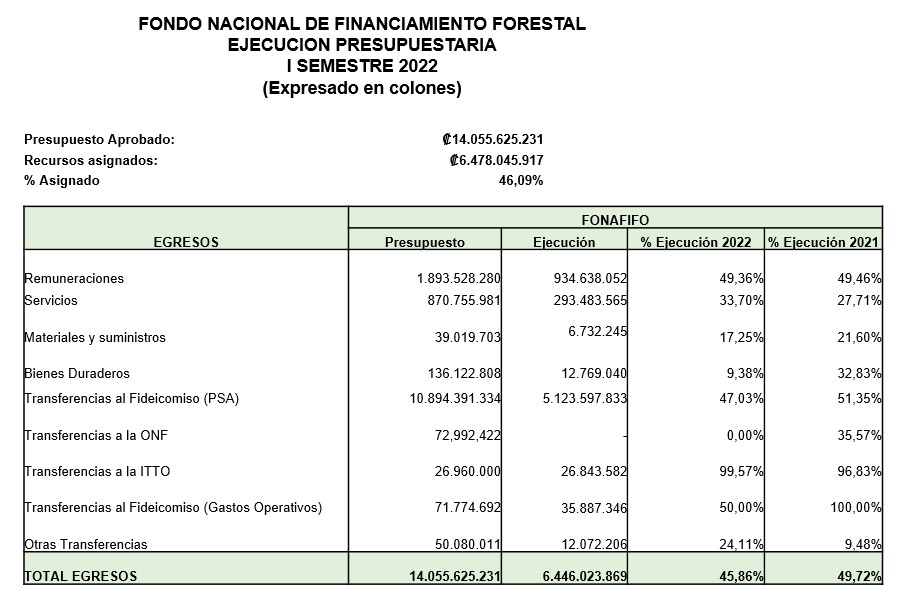 FONDO NACIONAL DE FINANCIAMIENTO FORESTAL
EJECUCION PRESUPUESTARIA
I SEMESTRE 2022
(Expresado en colones)
Presupuesto Aprobado: ₡14.055.625.231
Recursos asignados: ₡6.478.045.917
% Asignado 46,09%
FONAFIFO
EGRESOS Presupuesto Ejecución % Ejecución 2022 % Ejecución 2021
Remuneraciones 1.893.528.280 934.638.052 49,36% 49,46%
Servicios 870.755.981 293.483.565 33,70% 27,71%
Materiales y suministros 39.019.703 6.732.245 17,25% 21,60%
Bienes Duraderos 136.122.808 12.769.040 9,38% 32,83%
Transferencias al Fideicomiso (PSA) 10.894.391.334 5.123.597.833 47,03% 51,35%
Transferencias a la ONF 72,992,422 - 0,00% 35,57%
Transferencias a la ITTO 26.960.000 26.843.582 99,57% 96,83%
Transferencias al Fideicomiso (Gastos Operativos) 71.774.692 35.887.346 50,00% 100,00%
Otras Transferencias 50.080.011 12.072.206 24,11% 9,48%
TOTAL EGRESOS 14.055.625.231 6.446.023.869 45,86% 49,72%